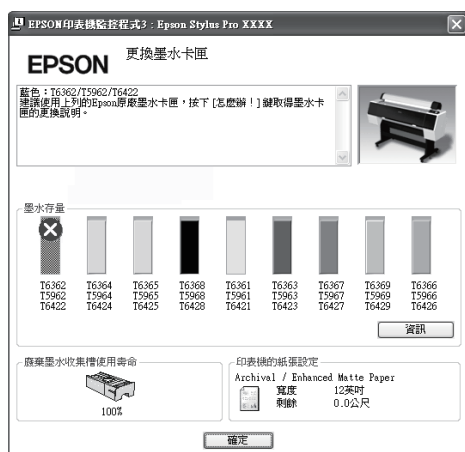 EPSON印表機監控程式3 : Epson Stylus Pro XXXX
EPSON
更換墨水卡匣
藍色：T6362/T5962/T6422
建議使用上列的Epson原廠墨水卡匣，按下 [怎麼辦！]鍵取得墨水卡
匣的更換說明。
墨水存量
T6362 T6364 T6365 T6368 T6361 T6363 T6367 T6369 T6366
T5962 T5964 T5965 T5968 T5961 T5963 T5967 T5969 T5966
T6422 T6424 T6425 T6428 T6421 T6423 T6427 T6429 T6426
資訊
廢棄墨水收集槽使用壽命
100%
印表機的紙張設定
Archival / Enhanced Matte Paper
寬度 12英吋
剩餘 0.0公尺
確定